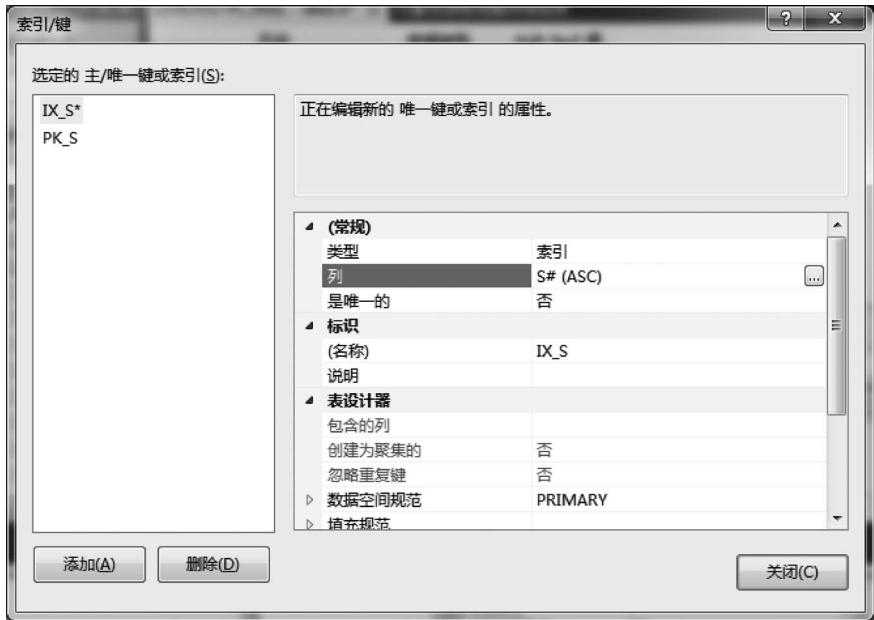 索引/键
选定的 主/唯一键或索引(S):
IX_S*
PK_S
正在编辑新的 唯一键或索引 的属性。
(常规)
类型 索引
列 S# (ASC) ...
是唯一的 否
标识
(名称) IX_S
说明
表设计器
包含的列
创建为聚集的 否
忽略重复键 否
数据空间规范 PRIMARY
填充规范
添加(A) 删除(D)
关闭(C)